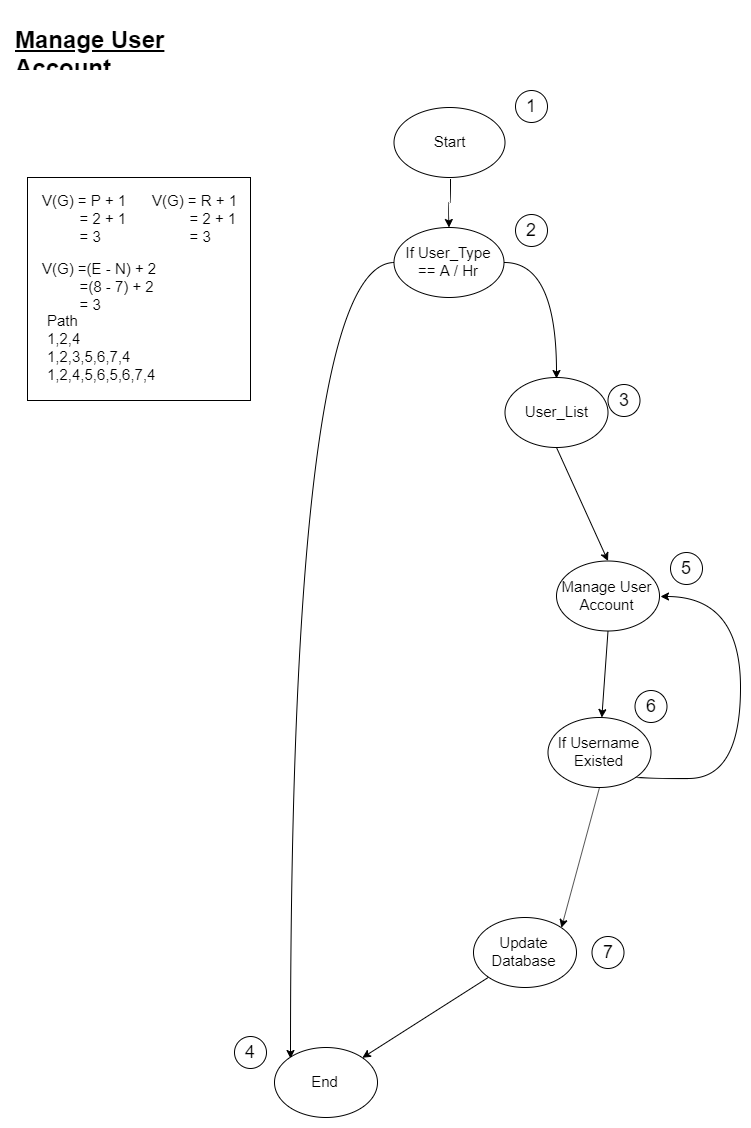 Manage User
Account
1
Start
2
If User_Type
== A / Hr
V(G) = P + 1 V(G) = R + 1
= 2 + 1 = 2 + 1
= 3 = 3
V(G) =(E - N) + 2
=(8 - 7) + 2
= 3
Path
1,2,4
1,2,3,5,6,7,4
1,2,4,5,6,5,6,7,4
User_List
3
5
Manage User
Account
6
If Username
Existed
Update
Database
7
4
End